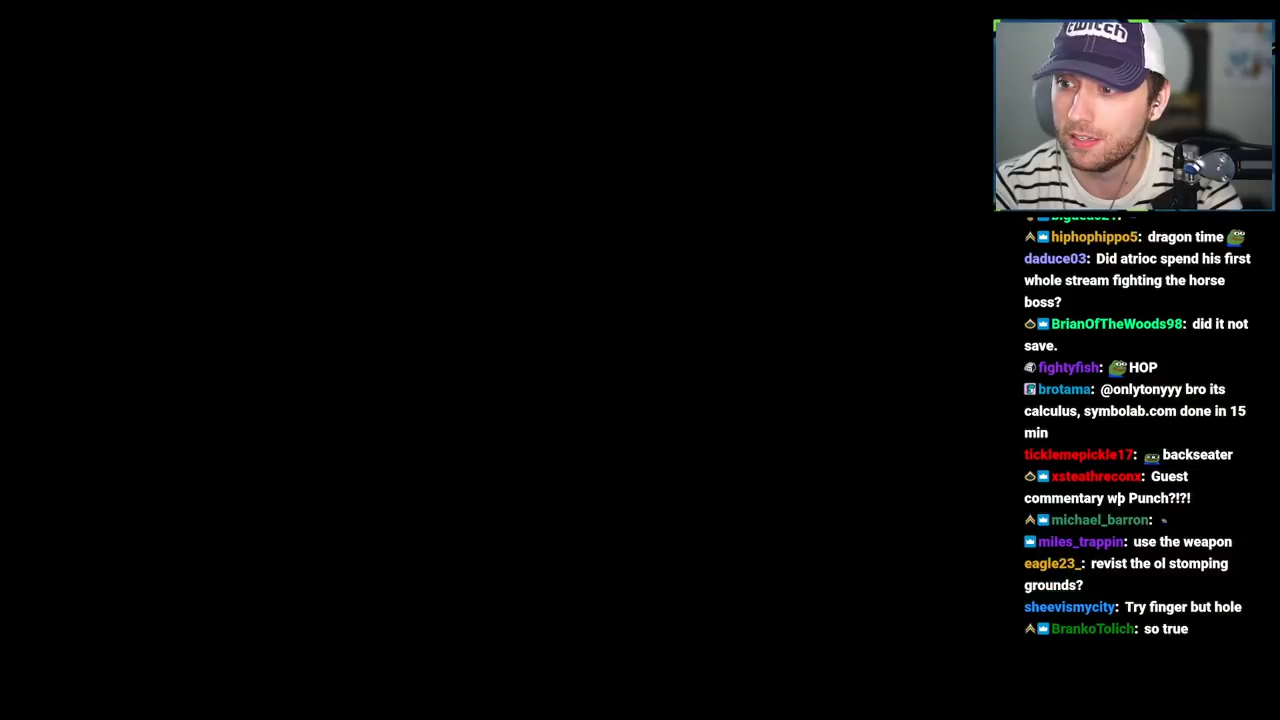 twitch
hiphophippo5: dragon time
daduce03: Did atrioc spend his first
whole stream fighting the horse
boss?
BrianOfTheWoods98: did it not
save.
fightyfish: HOP
brotama: @onlytonyyy bro its
calculus, symbolab.com done in 15
min
ticklemepickle17: backseater
xsteathreconx: Guest
commentary wþ Punch?!?!
michael_barron:
miles_trappin: use the weapon
eagle23_: revist the ol stomping
grounds?
sheevismycity: Try finger but hole
BrankoTolich: so true